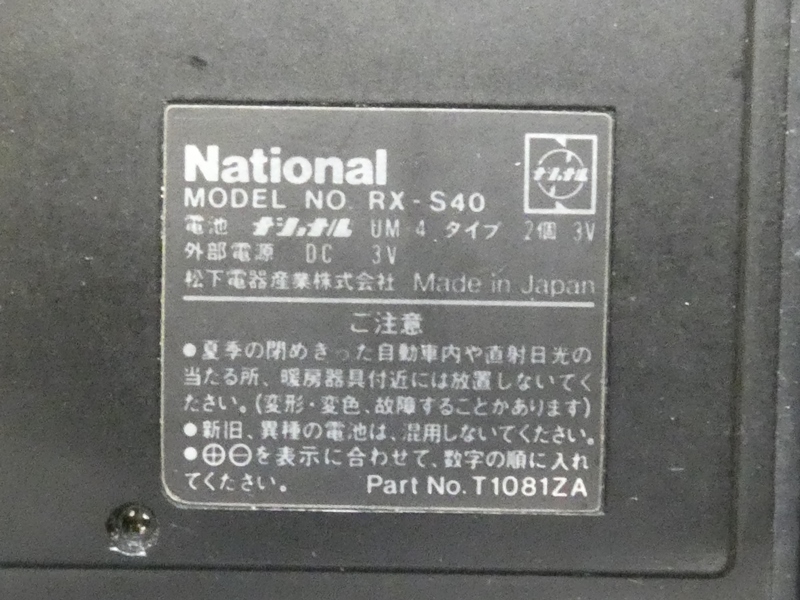 National
ナショナル
MODEL NO. RX-S40
電池 ナショナル UM 4 タイプ 2個 3V
外部電源 DC 3V
松下電器産業株式会社 Made in Japan
ご注意
●夏季の閉めきった自動車内や直射日光の
当たる所、暖房器具付近には放置しないでく
ださい。(変形・変色、故障することがあります)
●新旧、異種の電池は、混用しないでください。
●⊕⊖を表示に合わせて、数字の順に入れ
てください。 Part No. T1081ZA